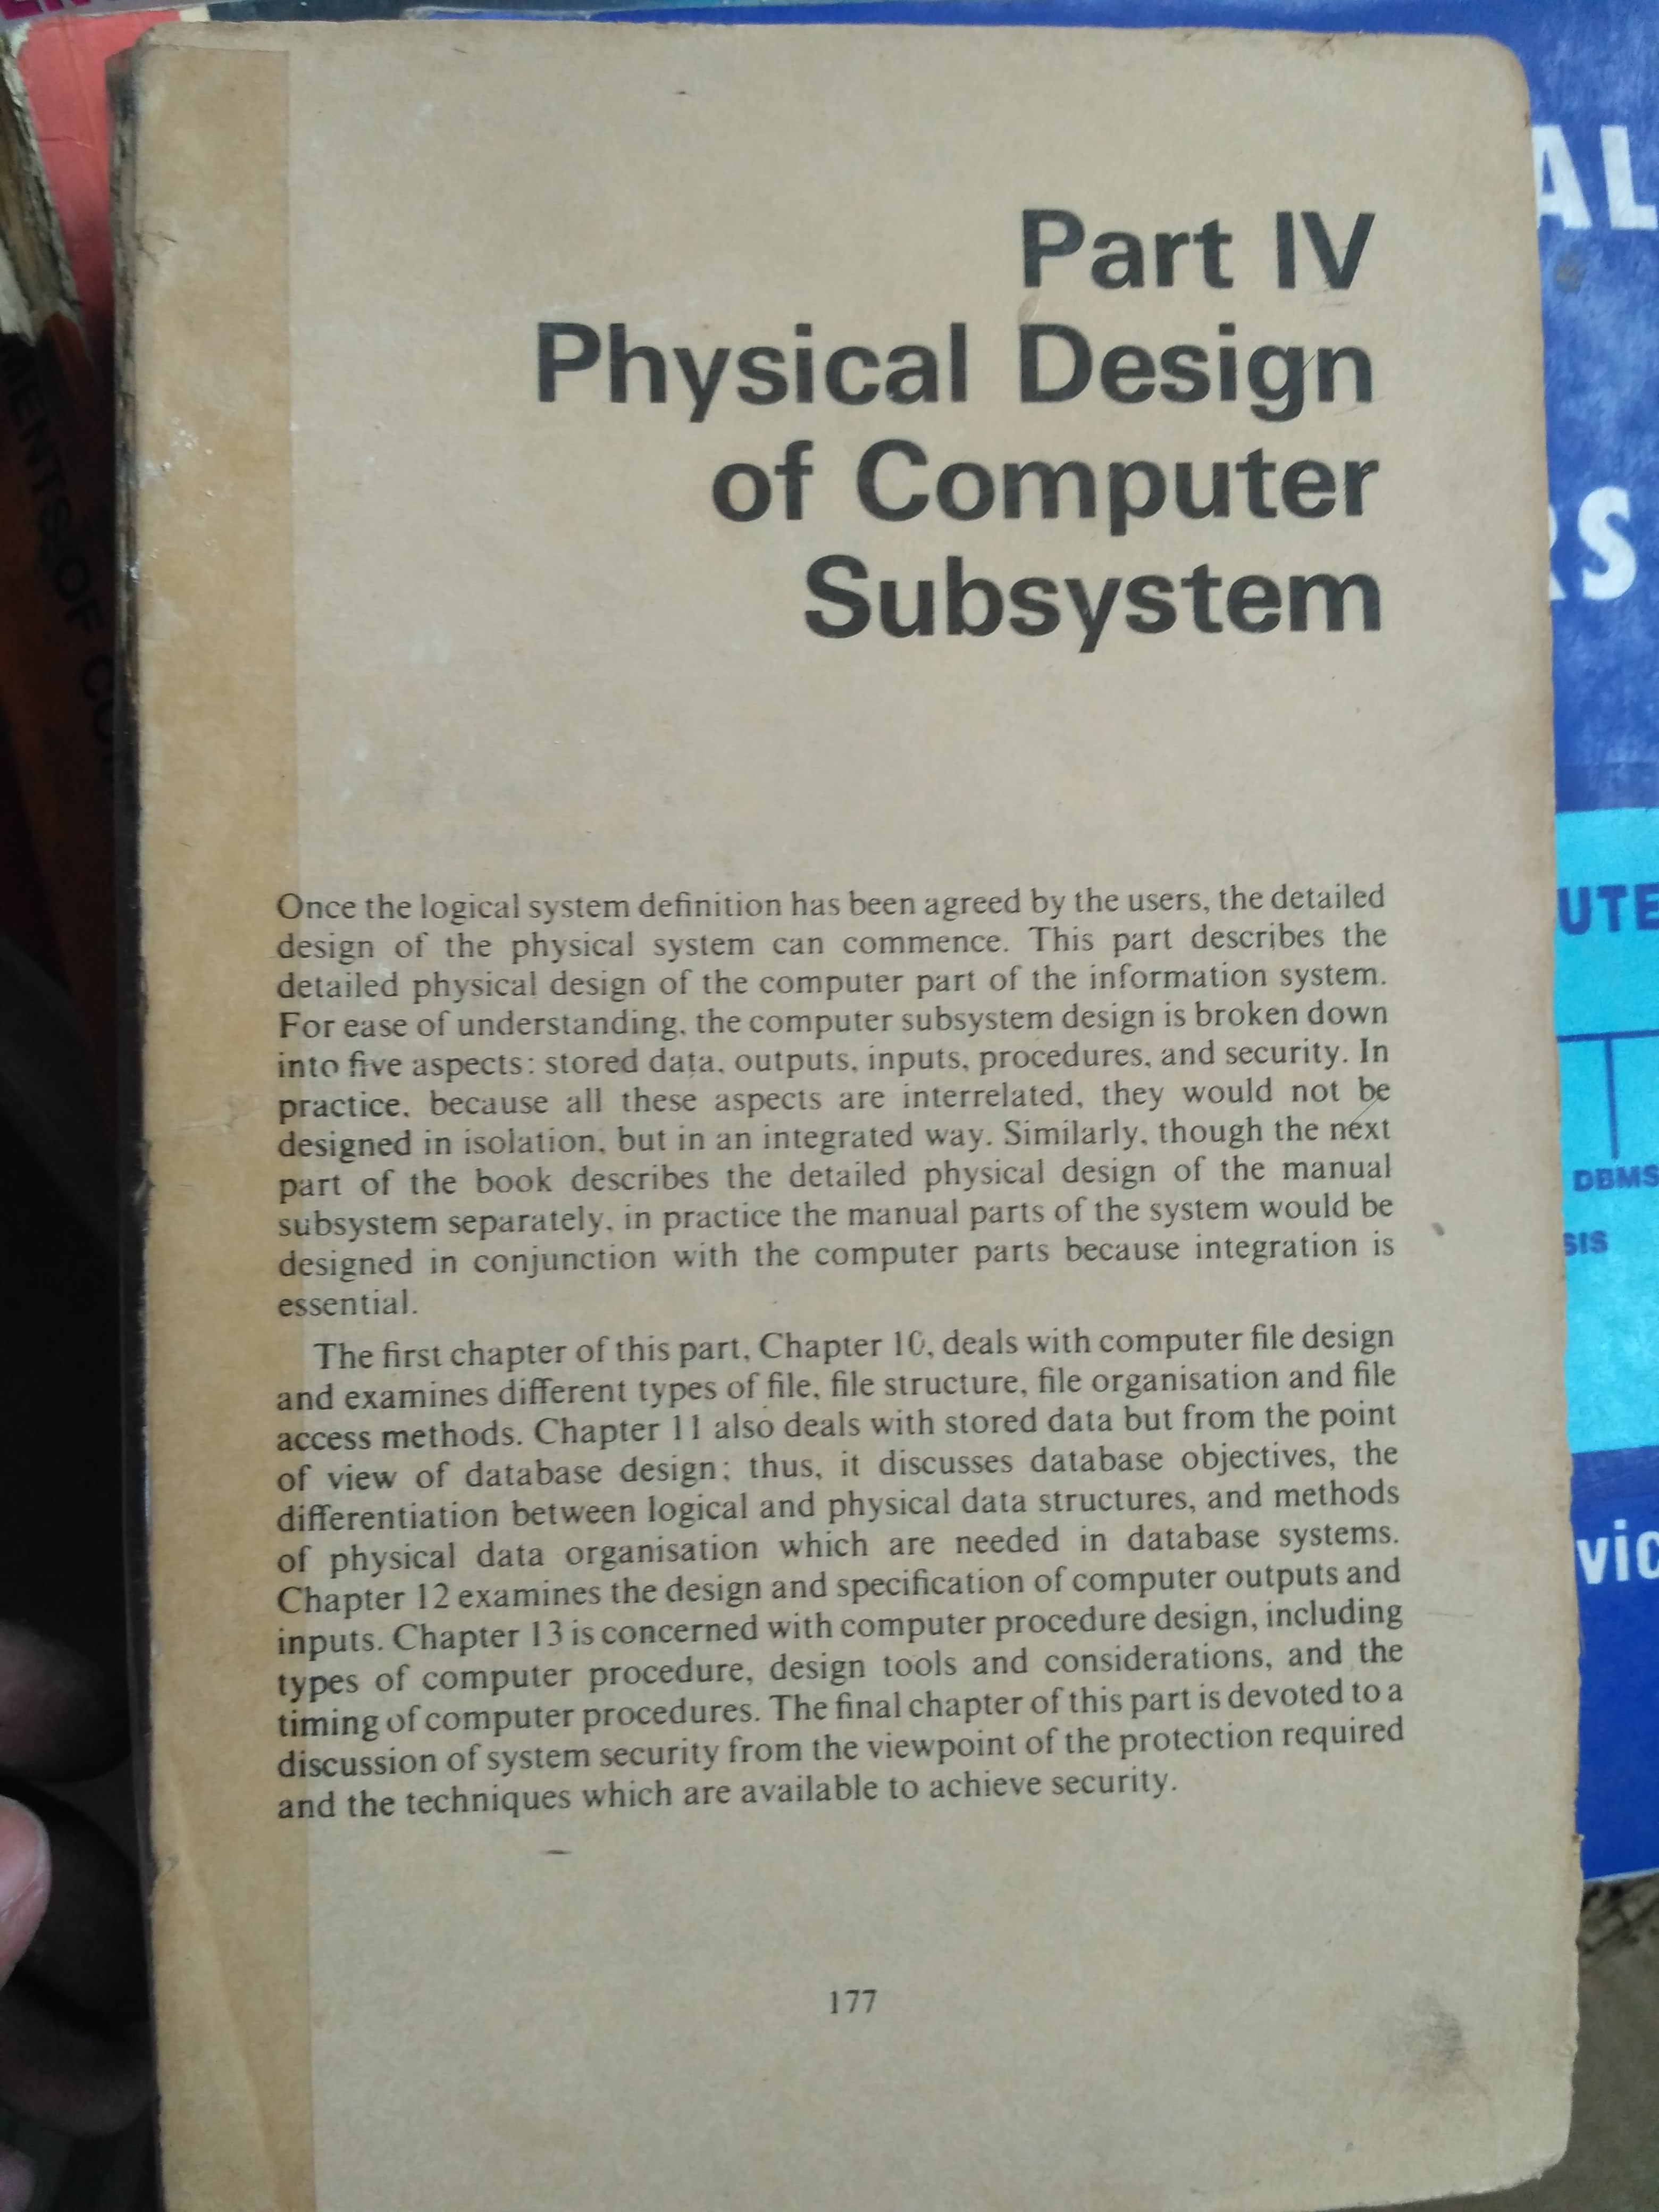 Part IV
Physical Design
of Computer
Subsystem
Once the logical system definition has been agreed by the users, the detailed
design of the physical system can commence. This part describes the
detailed physical design of the computer part of the information system.
For ease of understanding, the computer subsystem design is broken down
into five aspects: stored data, outputs, inputs, procedures, and security. In
practice, because all these aspects are interrelated, they would not be
designed in isolation, but in an integrated way. Similarly, though the next
part of the book describes the detailed physical design of the manual
subsystem separately, in practice the manual parts of the system would be
designed in conjunction with the computer parts because integration is
essential.
The first chapter of this part, Chapter 10, deals with computer file design
and examines different types of file, file structure, file organisation and file
access methods. Chapter 11 also deals with stored data but from the point
of view of database design; thus, it discusses database objectives, the
differentiation between logical and physical data structures, and methods
of physical data organisation which are needed in database systems.
Chapter 12 examines the design and specification of computer outputs and
inputs. Chapter 13 is concerned with computer procedure design, including
types of computer procedure, design tools and considerations, and the
timing of computer procedures. The final chapter of this part is devoted to a
discussion of system security from the viewpoint of the protection required
and the techniques which are available to achieve security.
177
AL
RS
UTE
DBMS
SIS
vic
MENTS OF CO